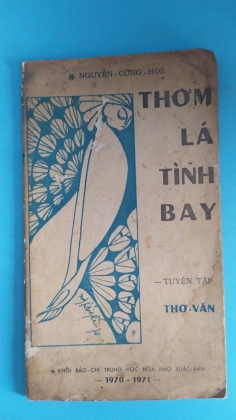 NGUYỄN - CÔNG - HOE
THƠM
LÁ
TÌNH
BAY
— TUYỂN TẬP
THƠ - VĂN
KHỐI BÁO - CHÍ TRUNG HỌC HÒA HẢO XUẤT BẢN
— 1970 - 1971 —